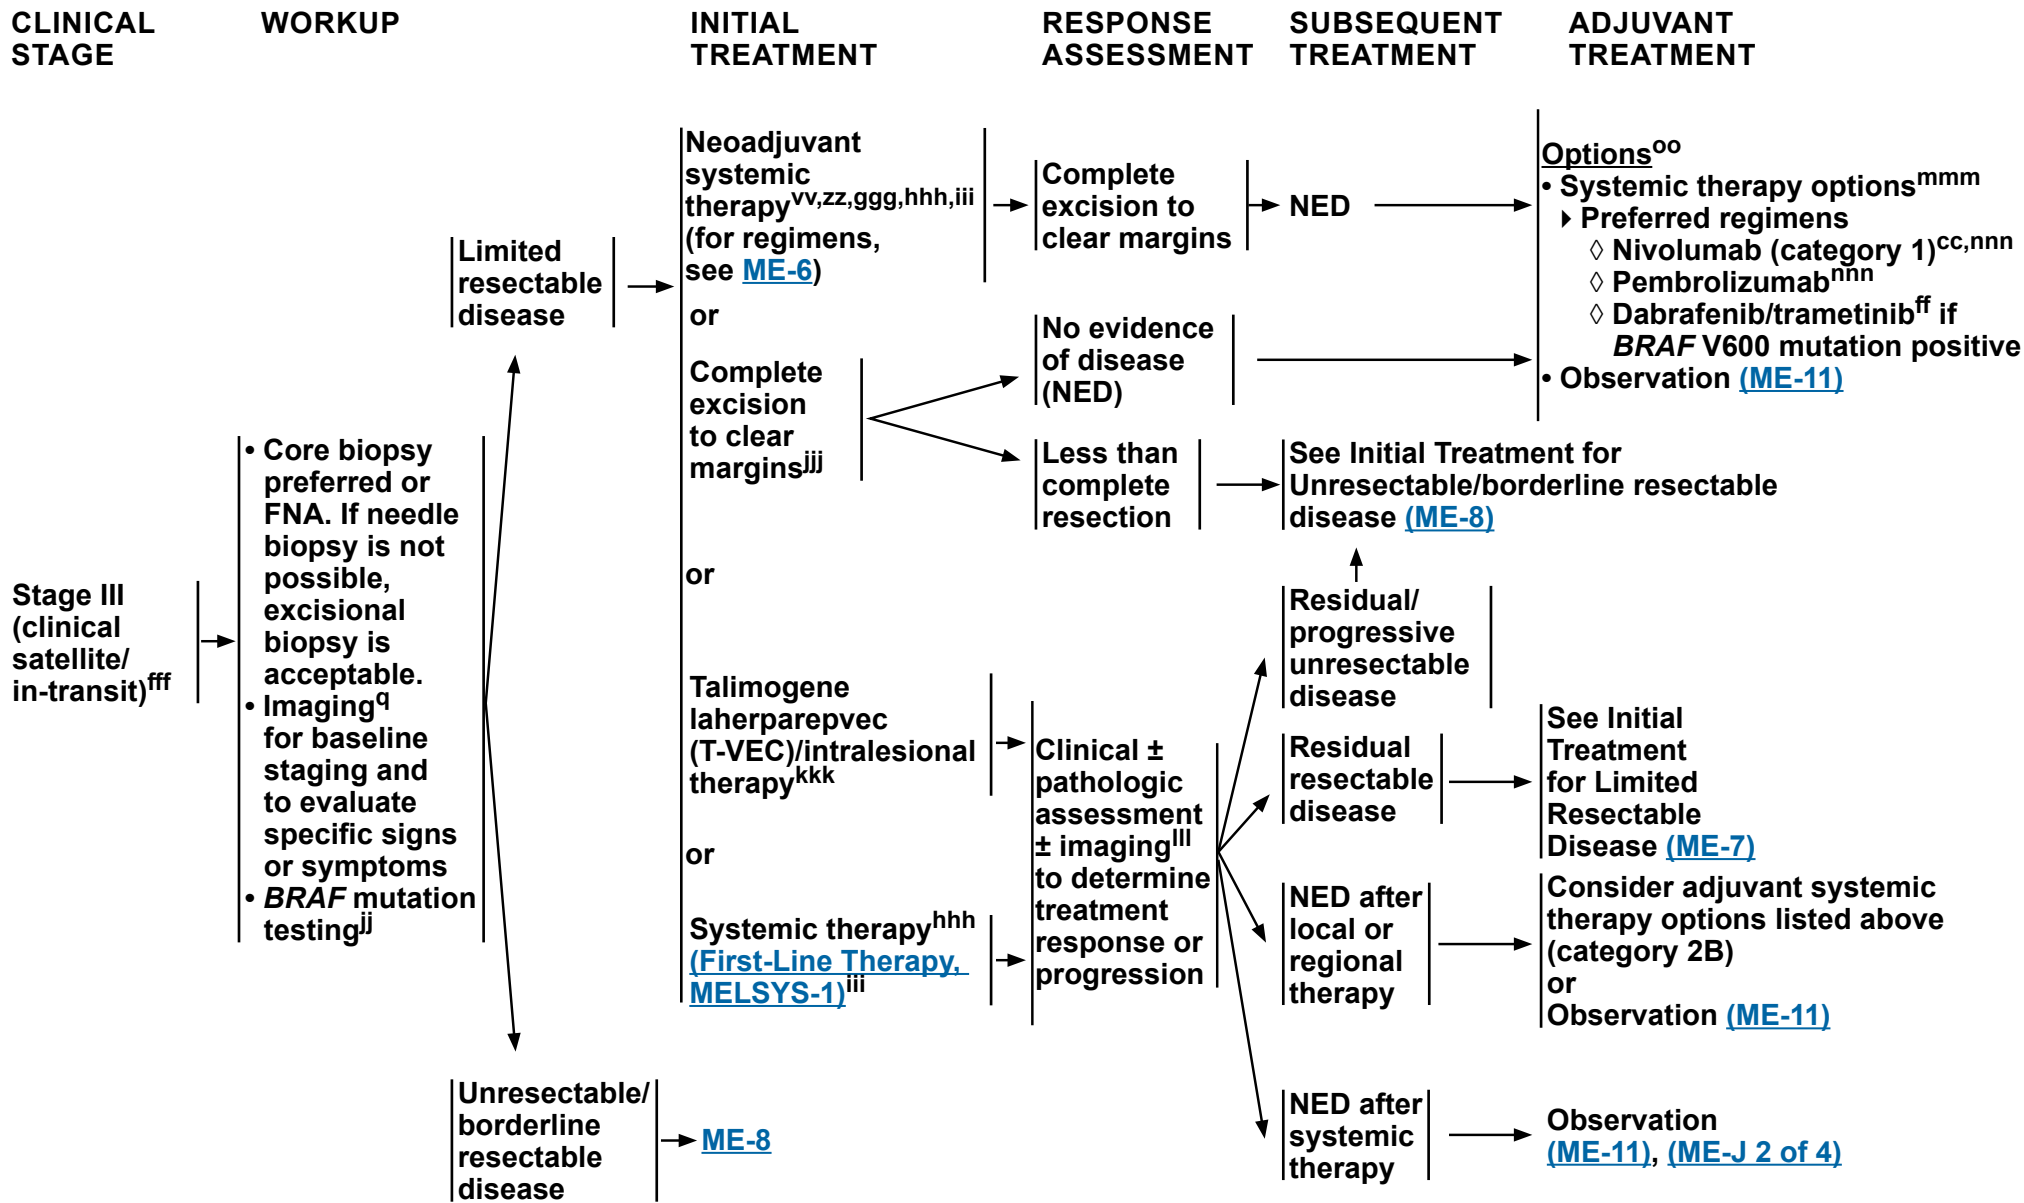 CLINICAL
STAGE
WORKUP
INITIAL
TREATMENT
RESPONSE
ASSESSMENT
SUBSEQUENT
TREATMENT
ADJUVANT
TREATMENT
Stage III
(clinical
satellite/
in-transit)fff
• Core biopsy
preferred or
FNA. If needle
biopsy is not
possible,
excisional
biopsy is
acceptable.
• Imagingq
for baseline
staging and
to evaluate
specific signs
or symptoms
• BRAF mutation
testingjj
Limited
resectable
disease
Neoadjuvant
systemic
therapyvv,zz,ggg,hhh,iii
(for regimens,
see ME-6)
or
Complete
excision
to clear
marginsjjj
or
Talimogene
laherparepvec
(T-VEC)/intralesional
therapykkk
or
Systemic therapyhhh
(First-Line Therapy,
MELSYS-1)iii
Complete
excision to
clear margins
NED
No evidence
of disease
(NED)
Less than
complete
resection
See Initial Treatment for
Unresectable/borderline resectable
disease (ME-8)
Optionsoo
• Systemic therapy optionsmmm
▸ Preferred regimens
◊ Nivolumab (category 1)cc,nnn
◊ Pembrolizumabnnn
◊ Dabrafenib/trametinibff if
BRAF V600 mutation positive
• Observation (ME-11)
Clinical ±
pathologic
assessment
± imaginglll
to determine
treatment
response or
progression
Residual/
progressive
unresectable
disease
Residual
resectable
disease
See Initial
Treatment
for Limited
Resectable
Disease (ME-7)
NED after
local or
regional
therapy
Consider adjuvant systemic
therapy options listed above
(category 2B)
or
Observation (ME-11)
NED after
systemic
therapy
Observation
(ME-11), (ME-J 2 of 4)
Unresectable/
borderline
resectable
disease
ME-8